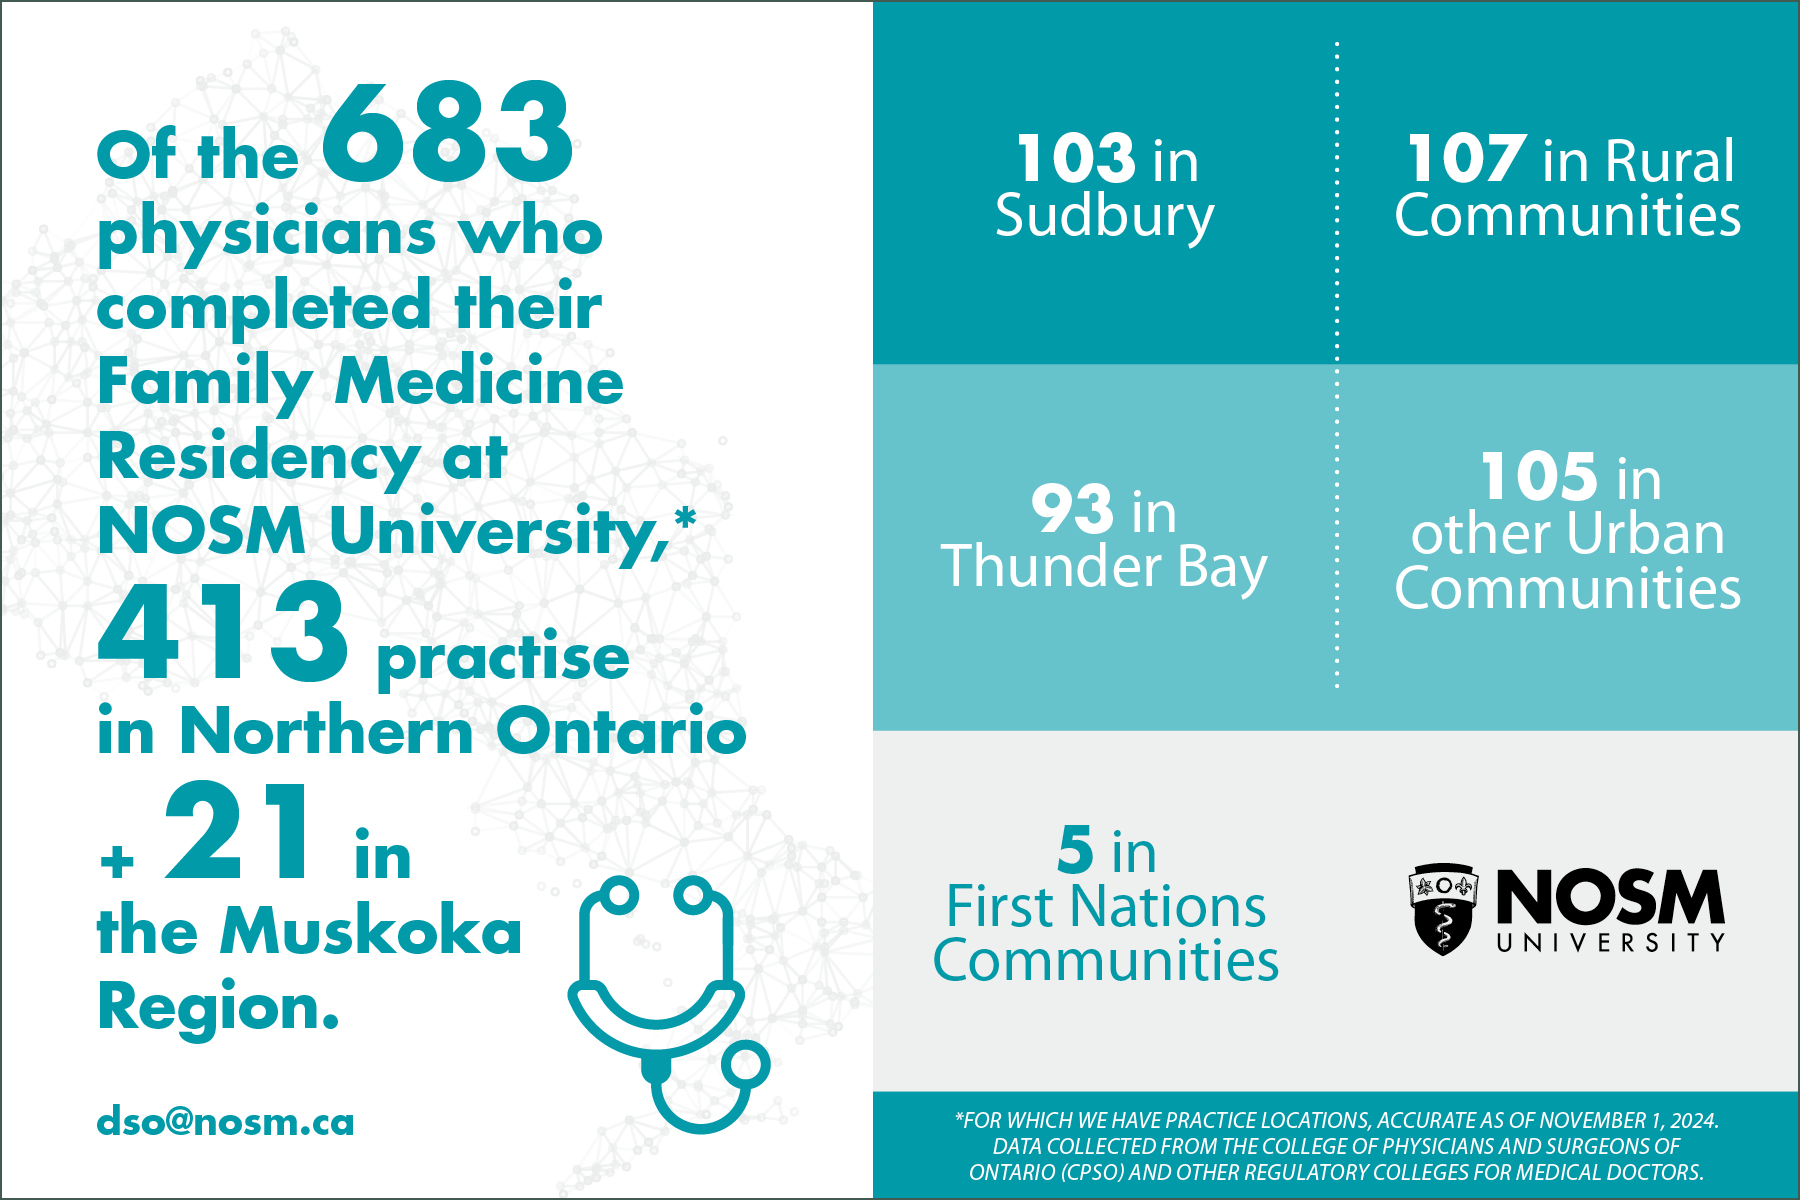 Of the 683
physicians who
completed their
Family Medicine
Residency at
NOSM University,*
413 practise
in Northern Ontario
+ 21 in
the Muskoka
Region.
dso@nosm.ca
103 in
Sudbury
107 in Rural
Communities
93 in
Thunder Bay
105 in
other Urban
Communities
5 in
First Nations
Communities
NOSM
UNIVERSITY
*FOR WHICH WE HAVE PRACTICE LOCATIONS, ACCURATE AS OF NOVEMBER 1, 2024.
DATA COLLECTED FROM THE COLLEGE OF PHYSICIANS AND SURGEONS OF
ONTARIO (CPSO) AND OTHER REGULATORY COLLEGES FOR MEDICAL DOCTORS.